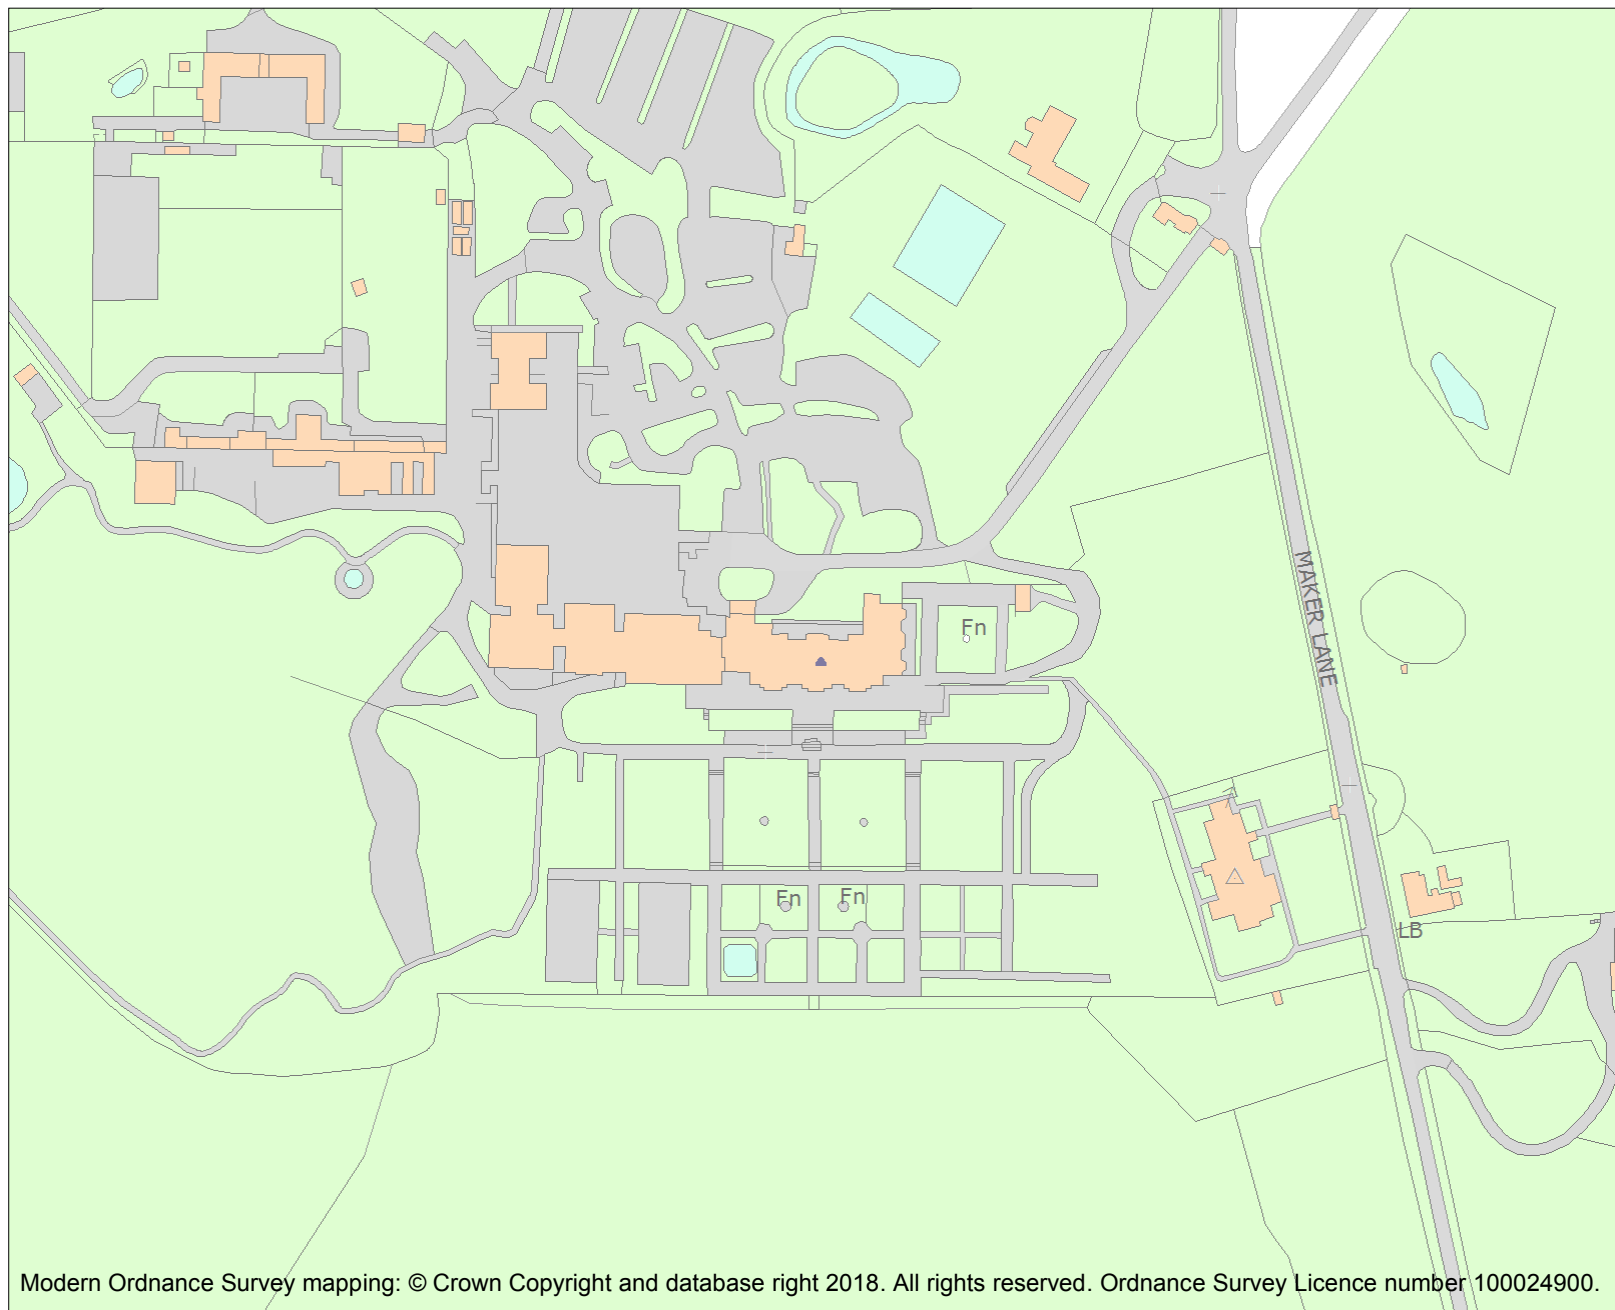 MAKER LANE
Fn
Fn
Fn
LB
Modern Ordnance Survey mapping: © Crown Copyright and database right 2018. All rights reserved. Ordnance Survey Licence number 100024900.